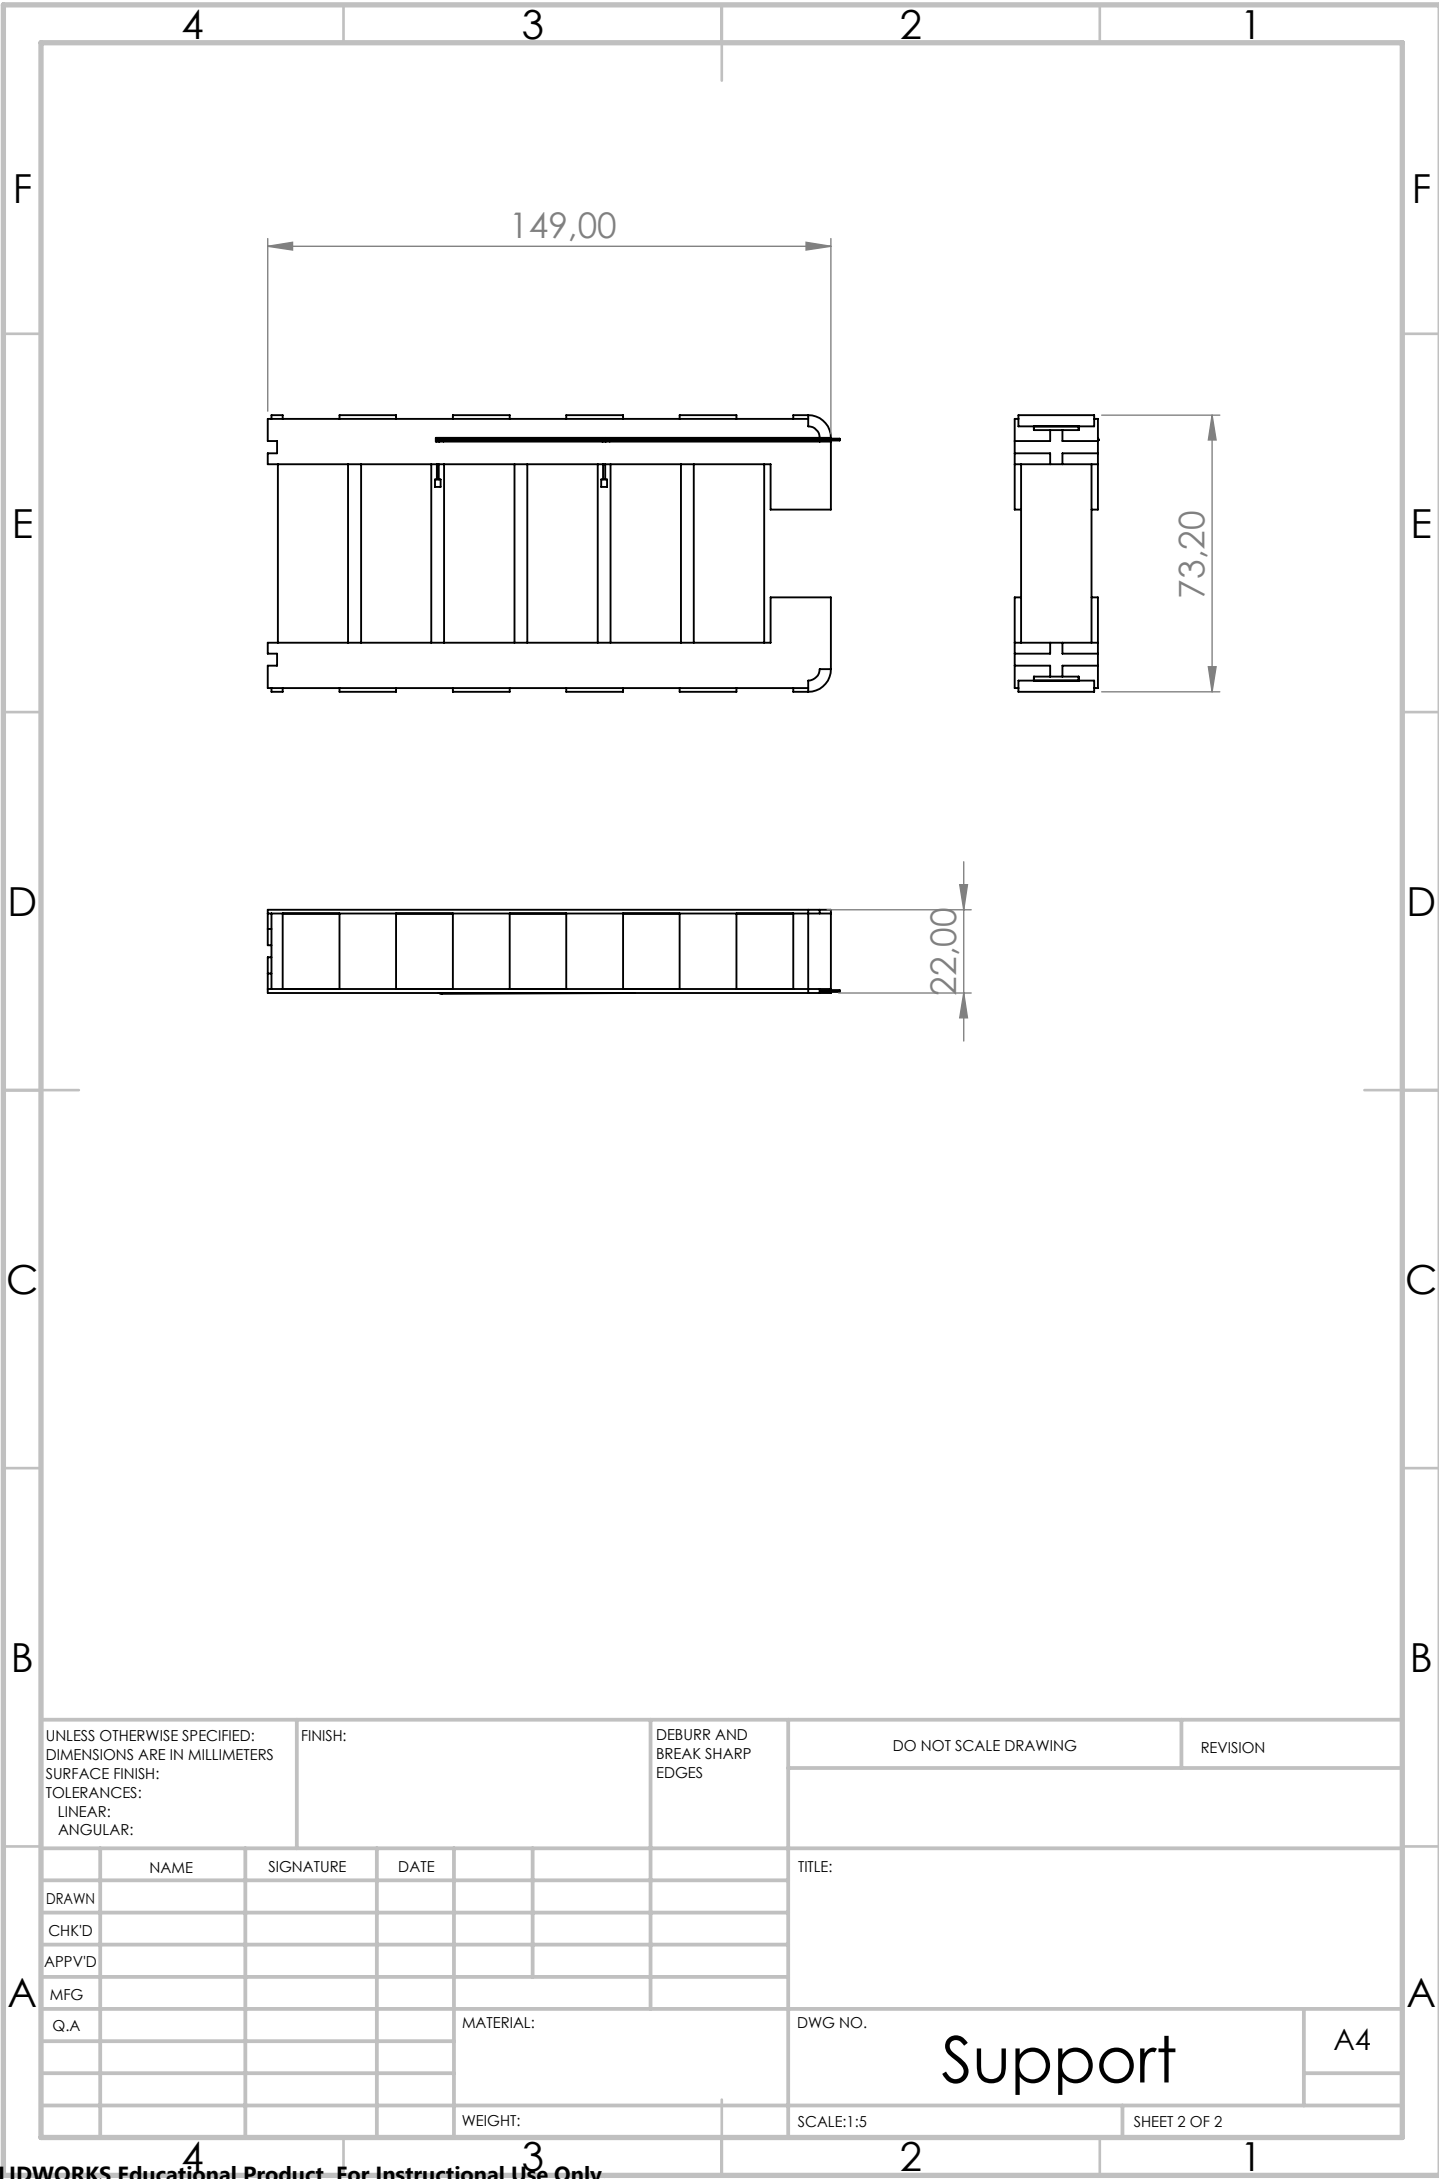 4 3 2 1
F F
149,00
E E
73,20
D D
22,00
C C
B B
UNLESS OTHERWISE SPECIFIED:
DIMENSIONS ARE IN MILLIMETERS
SURFACE FINISH:
TOLERANCES:
LINEAR:
ANGULAR:
FINISH:
DEBURR AND
BREAK SHARP
EDGES
DO NOT SCALE DRAWING
REVISION
NAME SIGNATURE DATE
TITLE:
DRAWN
CHK'D
APPV'D
A A
MFG
Q.A
MATERIAL:
DWG NO.
Support
A4
WEIGHT:
SCALE:1:5
SHEET 2 OF 2
4 3 2 1
LIDWORKS Educational Product. For Instructional Use Only.